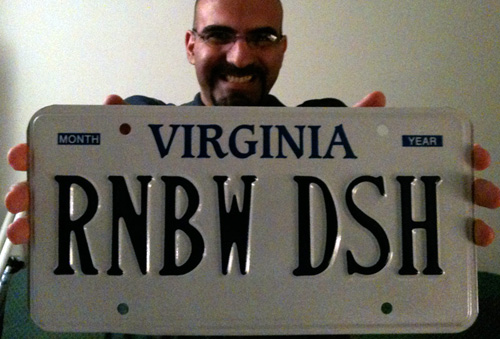 MONTH VIRGINIA YEAR
RNBW DSH